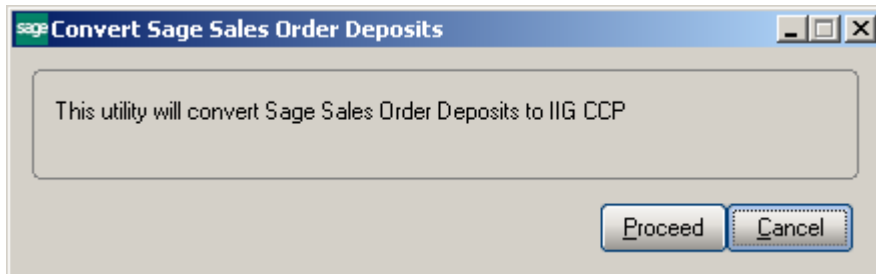 sage Convert Sage Sales Order Deposits
This utility will convert Sage Sales Order Deposits to IIG CCP
Proceed Cancel